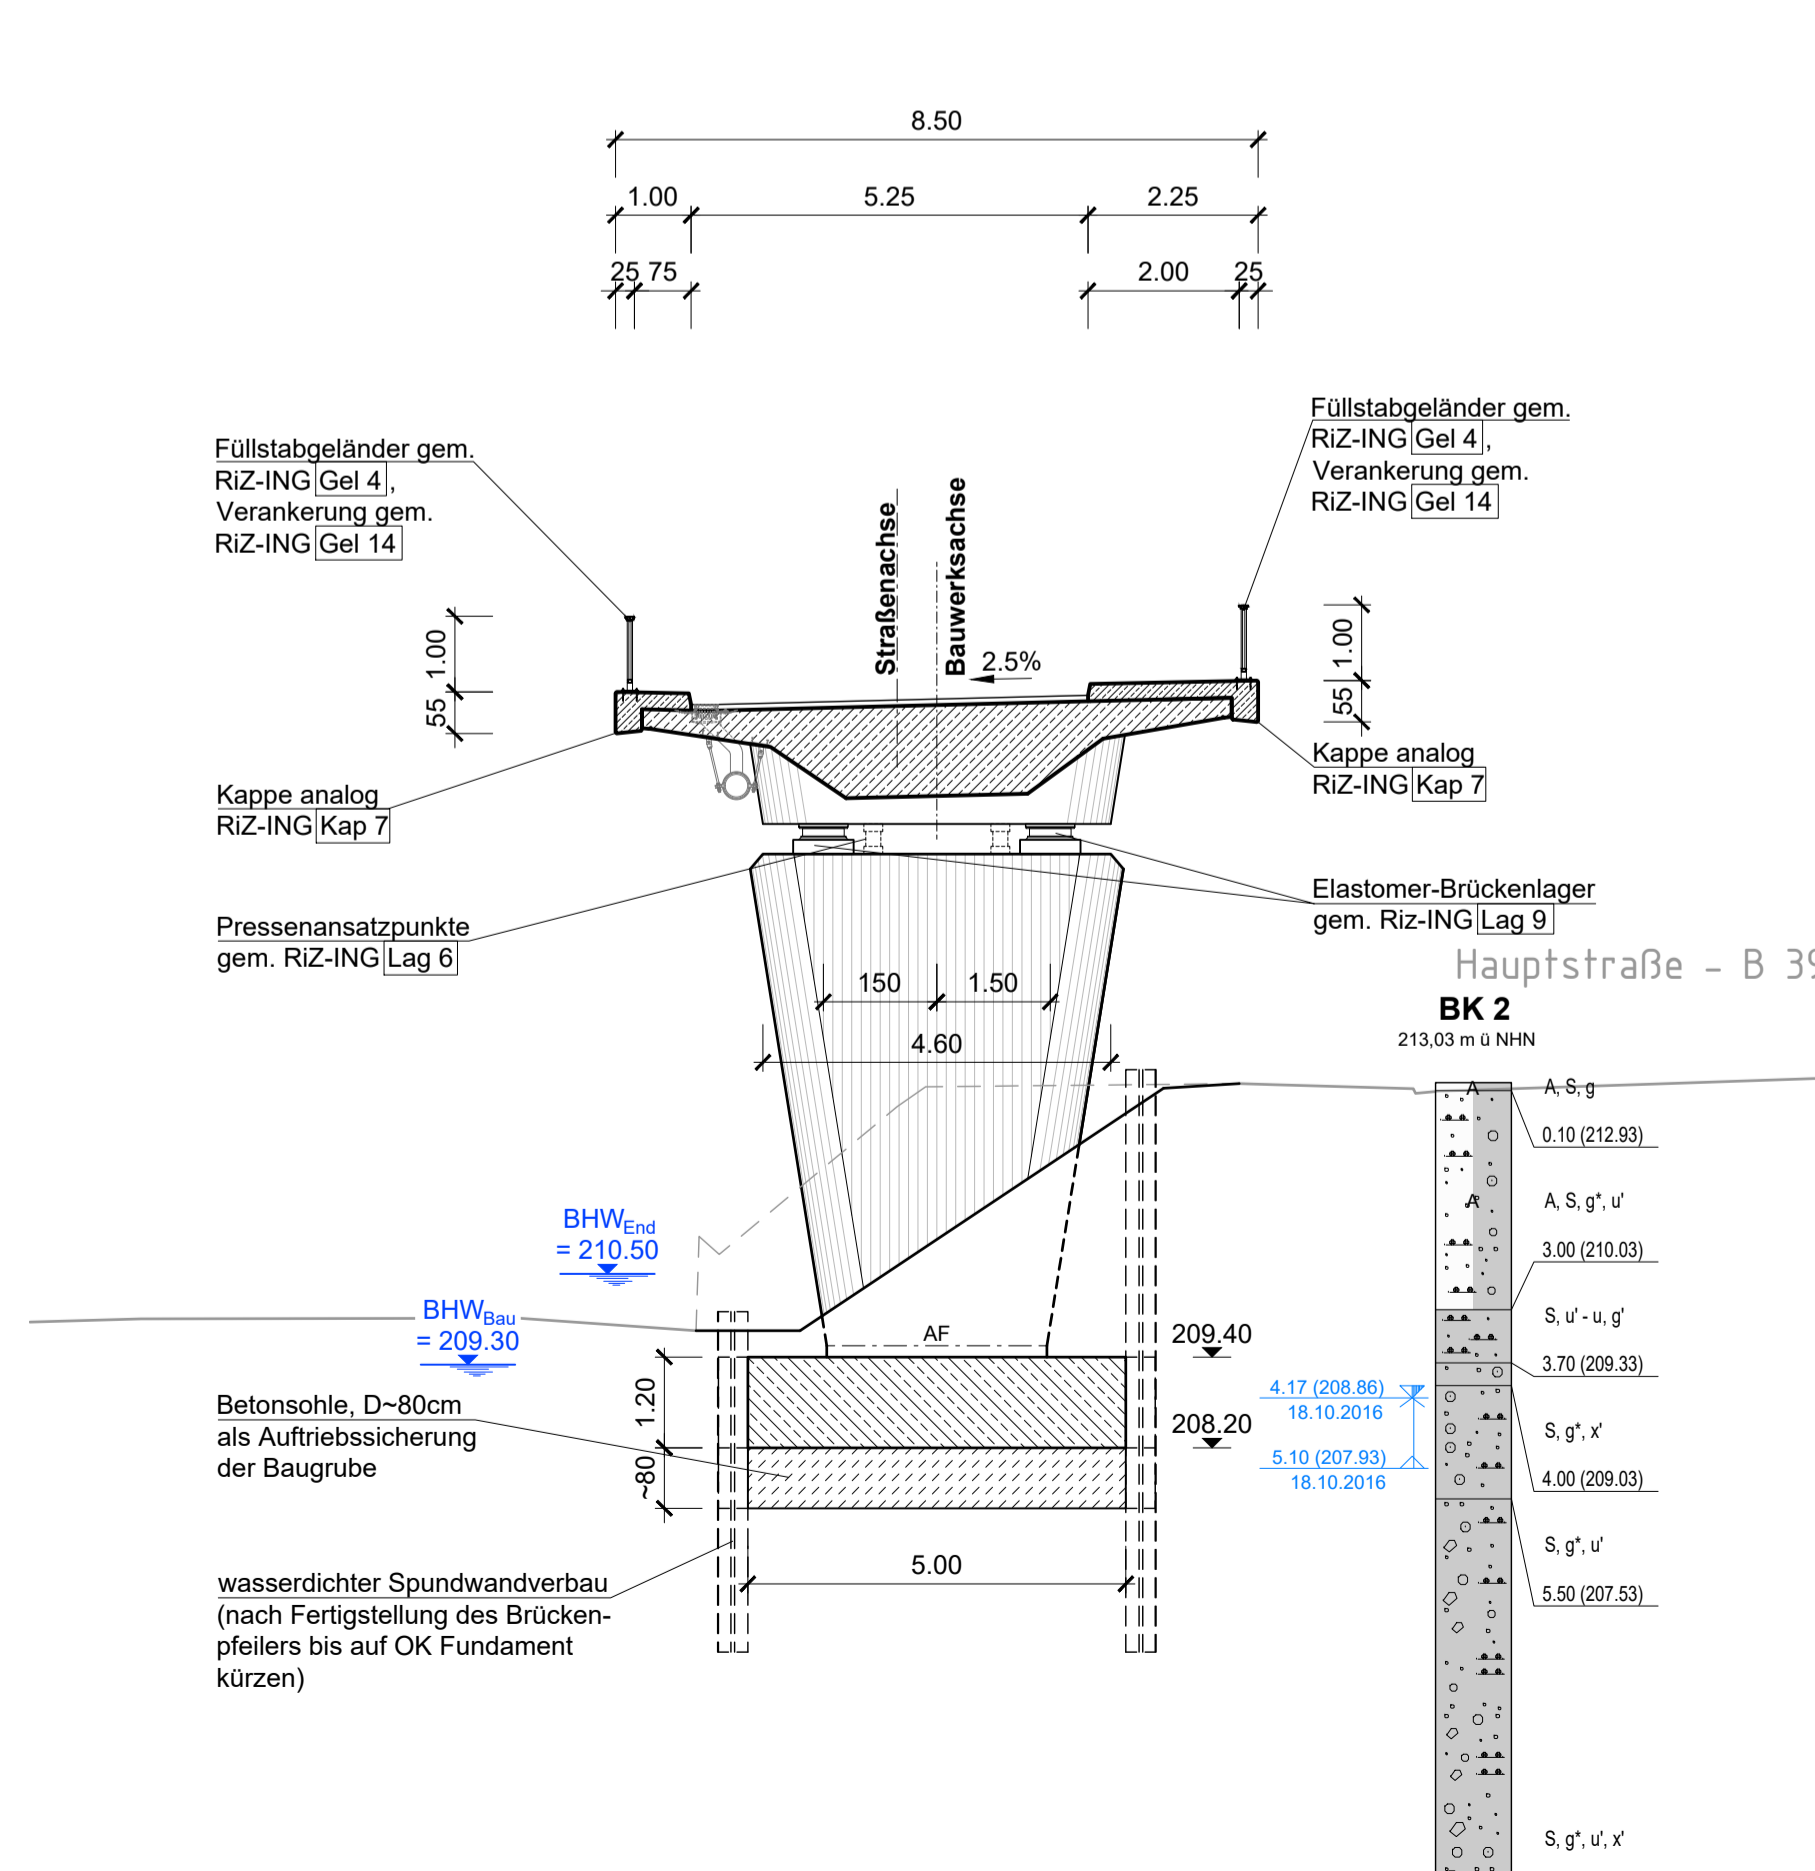 8.50
1.00 5.25 2.25
25 75 2.00 25
Füllstabgeländer gem.
RiZ-ING Gel 4 ,
Verankerung gem.
RiZ-ING Gel 14
Füllstabgeländer gem.
RiZ-ING Gel 4 ,
Verankerung gem.
RiZ-ING Gel 14
Straßenachse
Bauwerksachse
2.5%
1.00
55
1.00
55
Kappe analog
RiZ-ING Kap 7
Kappe analog
RiZ-ING Kap 7
Pressenansatzpunkte
gem. RiZ-ING Lag 6
Elastomer-Brückenlager
gem. Riz-ING Lag 9
Hauptstraße - B 39
150 1.50
4.60
BK 2
213,03 m ü NHN
A
A, S, g
0.10 (212.93)
A
A, S, g*, u'
3.00 (210.03)
S, u' - u, g'
3.70 (209.33)
S, g*, x'
4.00 (209.03)
S, g*, u'
5.50 (207.53)
S, g*, u', x'
BHWEnd
= 210.50
BHWBau
= 209.30
AF
209.40
208.20
4.17 (208.86)
18.10.2016
5.10 (207.93)
18.10.2016
1.20
~80
Betonsohle, D~80cm
als Auftriebssicherung
der Baugrube
5.00
wasserdichter Spundwandverbau
(nach Fertigstellung des Brücken-
pfeilers bis auf OK Fundament
kürzen)